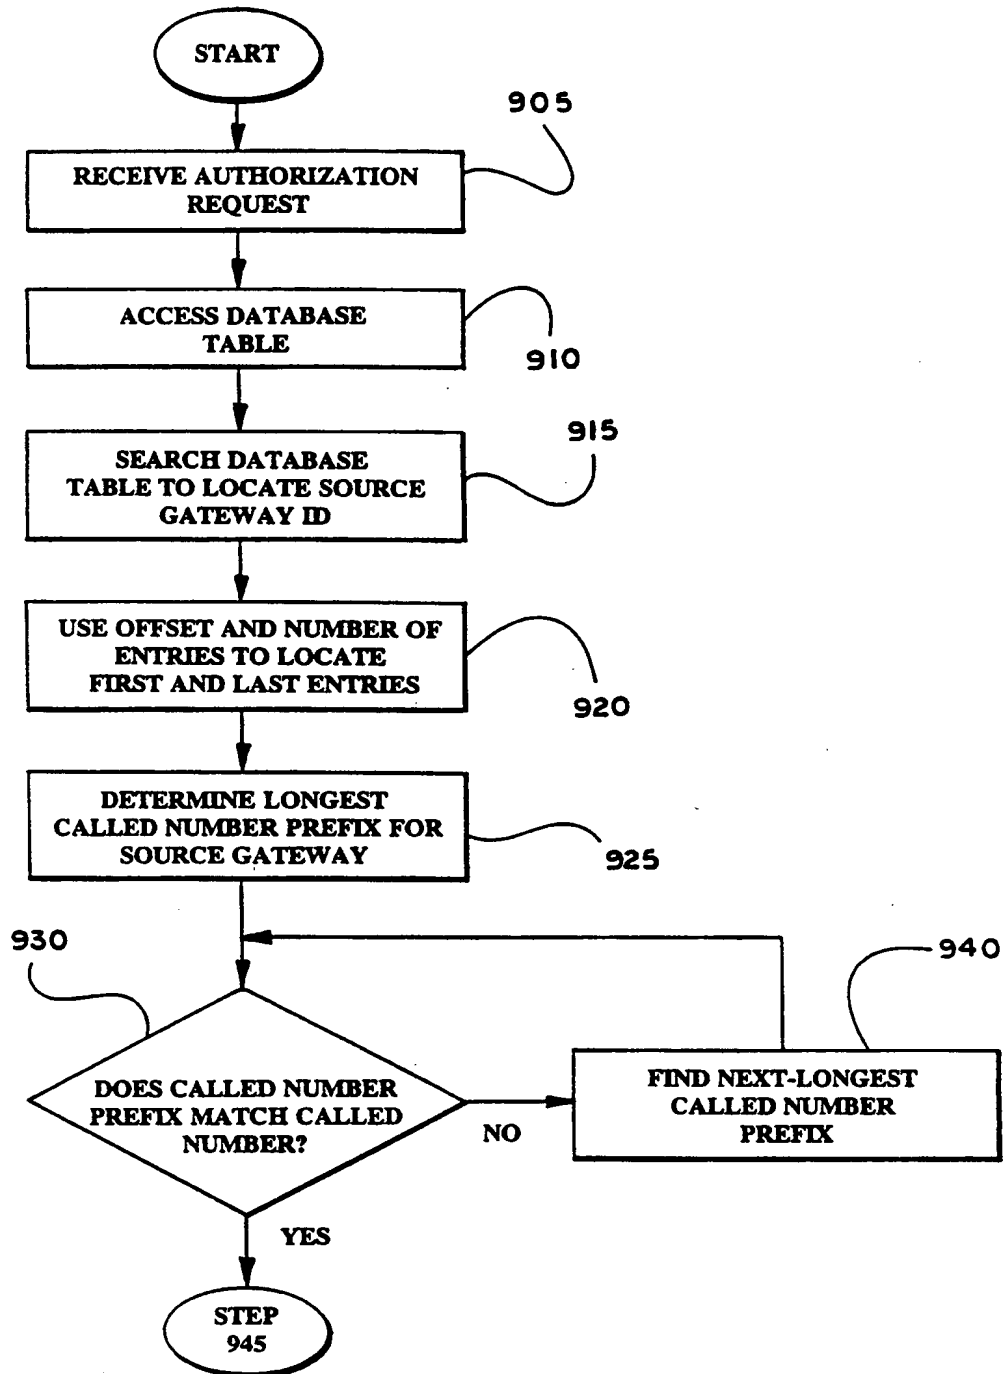 START
905
RECEIVE AUTHORIZATION
REQUEST
ACCESS DATABASE
TABLE
910
915
SEARCH DATABASE
TABLE TO LOCATE SOURCE
GATEWAY ID
USE OFFSET AND NUMBER OF
ENTRIES TO LOCATE
FIRST AND LAST ENTRIES
920
DETERMINE LONGEST
CALLED NUMBER PREFIX FOR
SOURCE GATEWAY
925
930
940
DOES CALLED NUMBER
PREFIX MATCH CALLED
NUMBER?
NO
FIND NEXT-LONGEST
CALLED NUMBER
PREFIX
YES
STEP
945